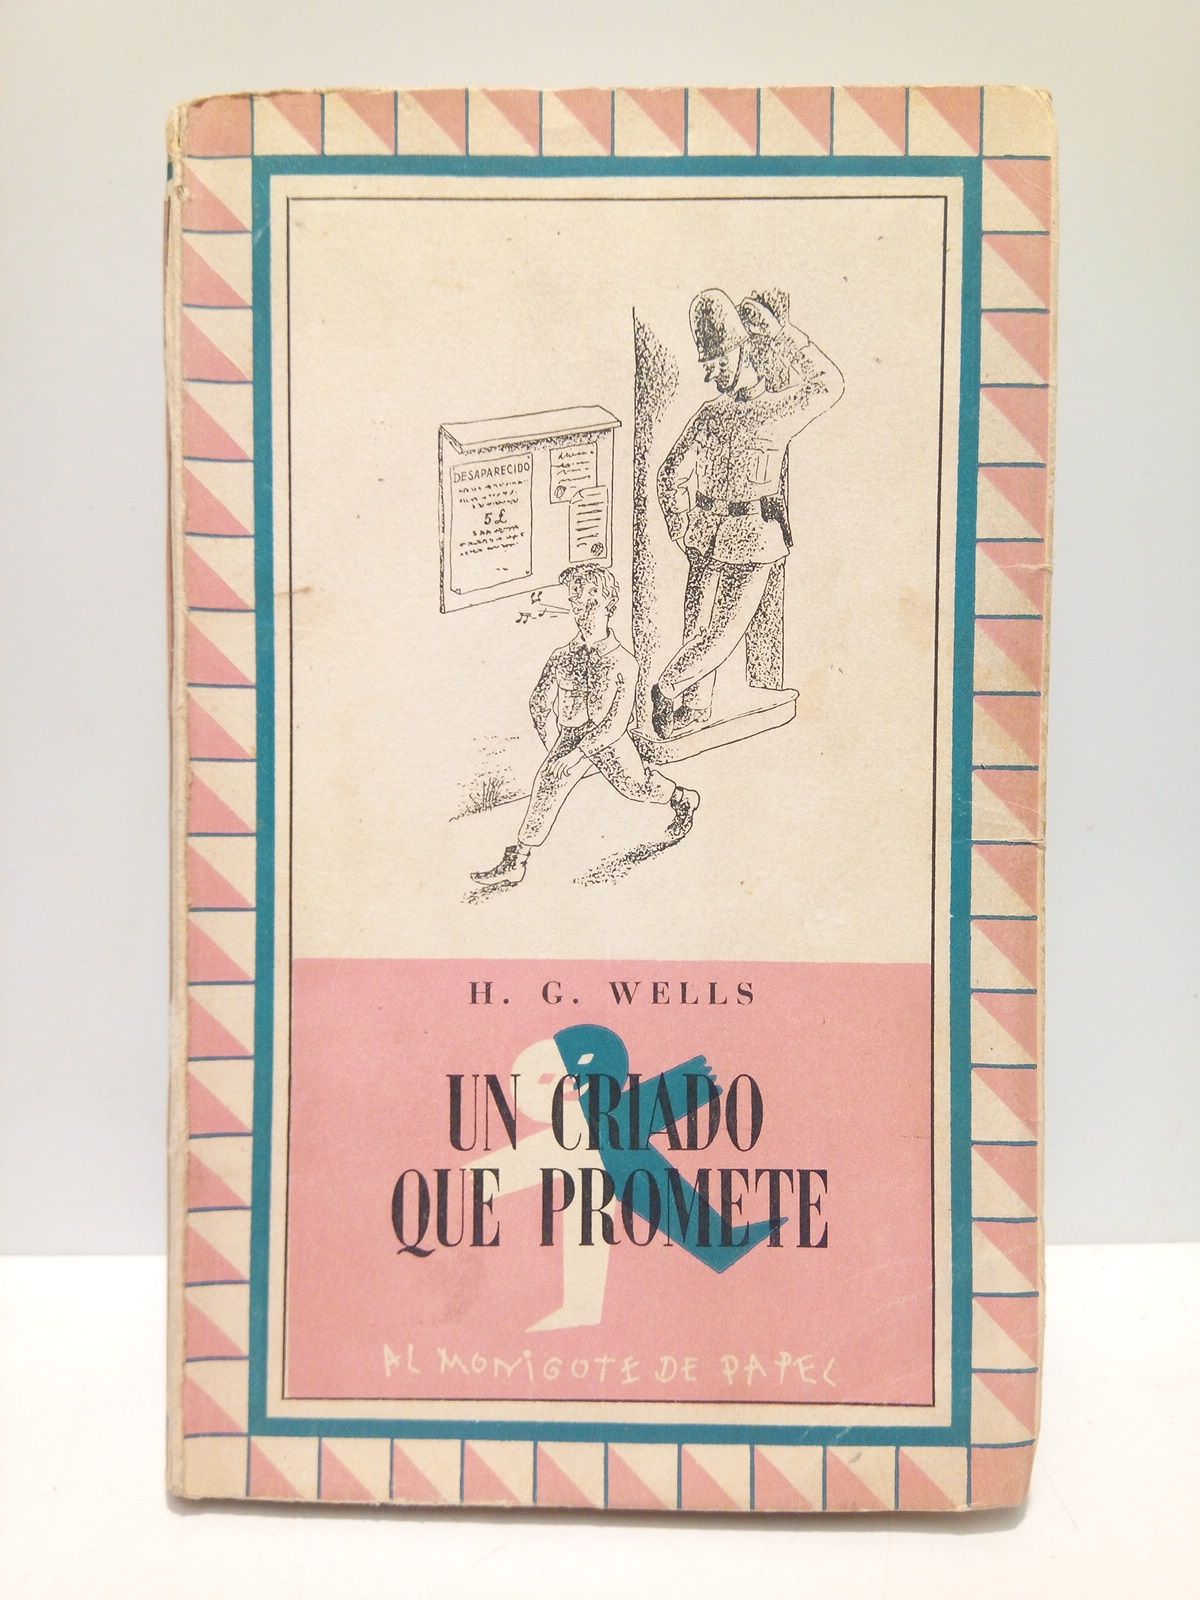 DESAPARECIDO
5£
H. G. WELLS
UN CRIADO
QUE PROMETE
AL MONIGOTE DE PAPEL